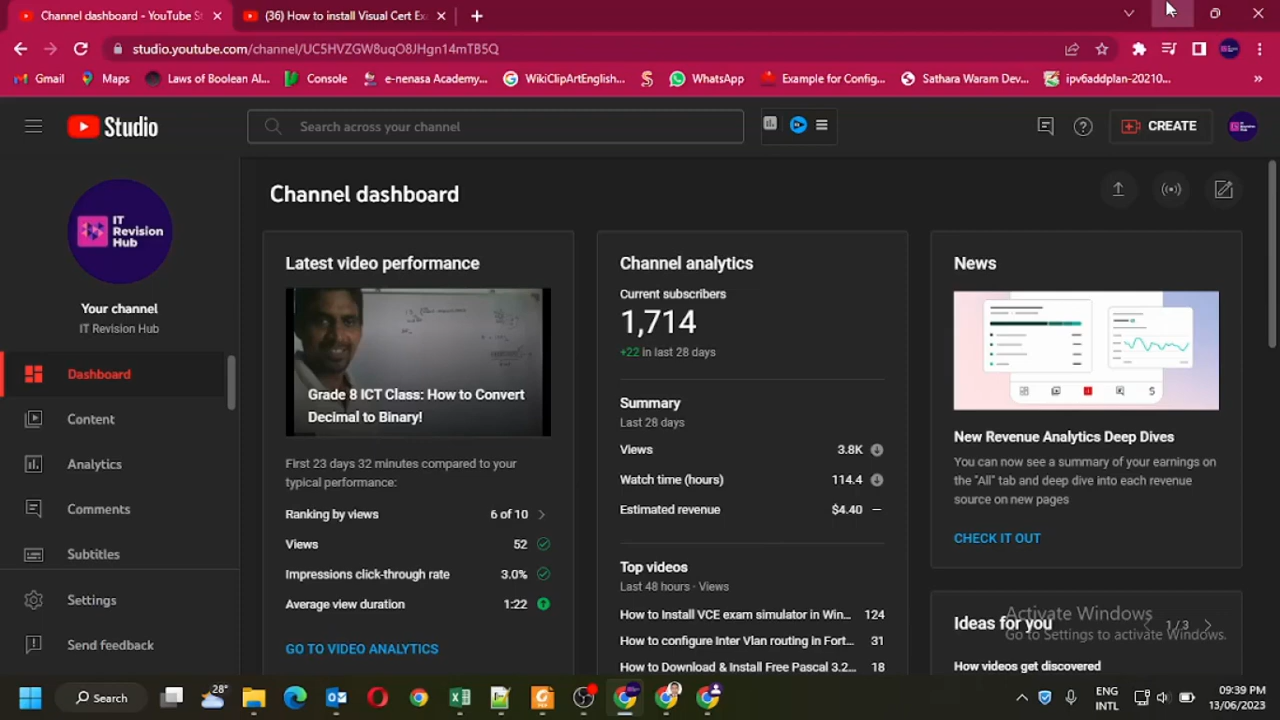 Channel dashboard - YouTube St
(36) How to install Visual Cert Exa
studio.youtube.com/channel/UC5HVZGW8uqO8JHgn14mTB5Q
Gmail
Maps
Laws of Boolean Al...
Console
e-nenasa Academy...
WikiClipArtEnglish...
WhatsApp
Example for Config...
Sathara Waram Dev...
ipv6addplan-20210...
»
Studio
Search across your channel
CREATE
IT
Revision
Hub
Your channel
IT Revision Hub
Dashboard
Content
Analytics
Comments
Subtitles
Settings
Send feedback
Channel dashboard
Latest video performance
Grade 8 ICT Class: How to Convert
Decimal to Binary!
First 23 days 32 minutes compared to your
typical performance:
Ranking by views 6 of 10
Views 52
Impressions click-through rate 3.0%
Average view duration 1:22
GO TO VIDEO ANALYTICS
Channel analytics
Current subscribers
1,714
+22 in last 28 days
Summary
Last 28 days
Views 3.8K
Watch time (hours) 114.4
Estimated revenue $4.40 —
Top videos
Last 48 hours · Views
How to Install VCE exam simulator in Win... 124
How to configure Inter Vlan routing in Fort... 31
How to Download & Install Free Pascal 3.2... 18
News
New Revenue Analytics Deep Dives
You can now see a summary of your earnings on
the "All" tab and deep dive into each revenue
source on new pages
CHECK IT OUT
Ideas for you
1 / 3
How videos get discovered
Activate Windows
Go to Settings to activate Windows.
Search
28°
ENG
INTL
09:39 PM
13/06/2023